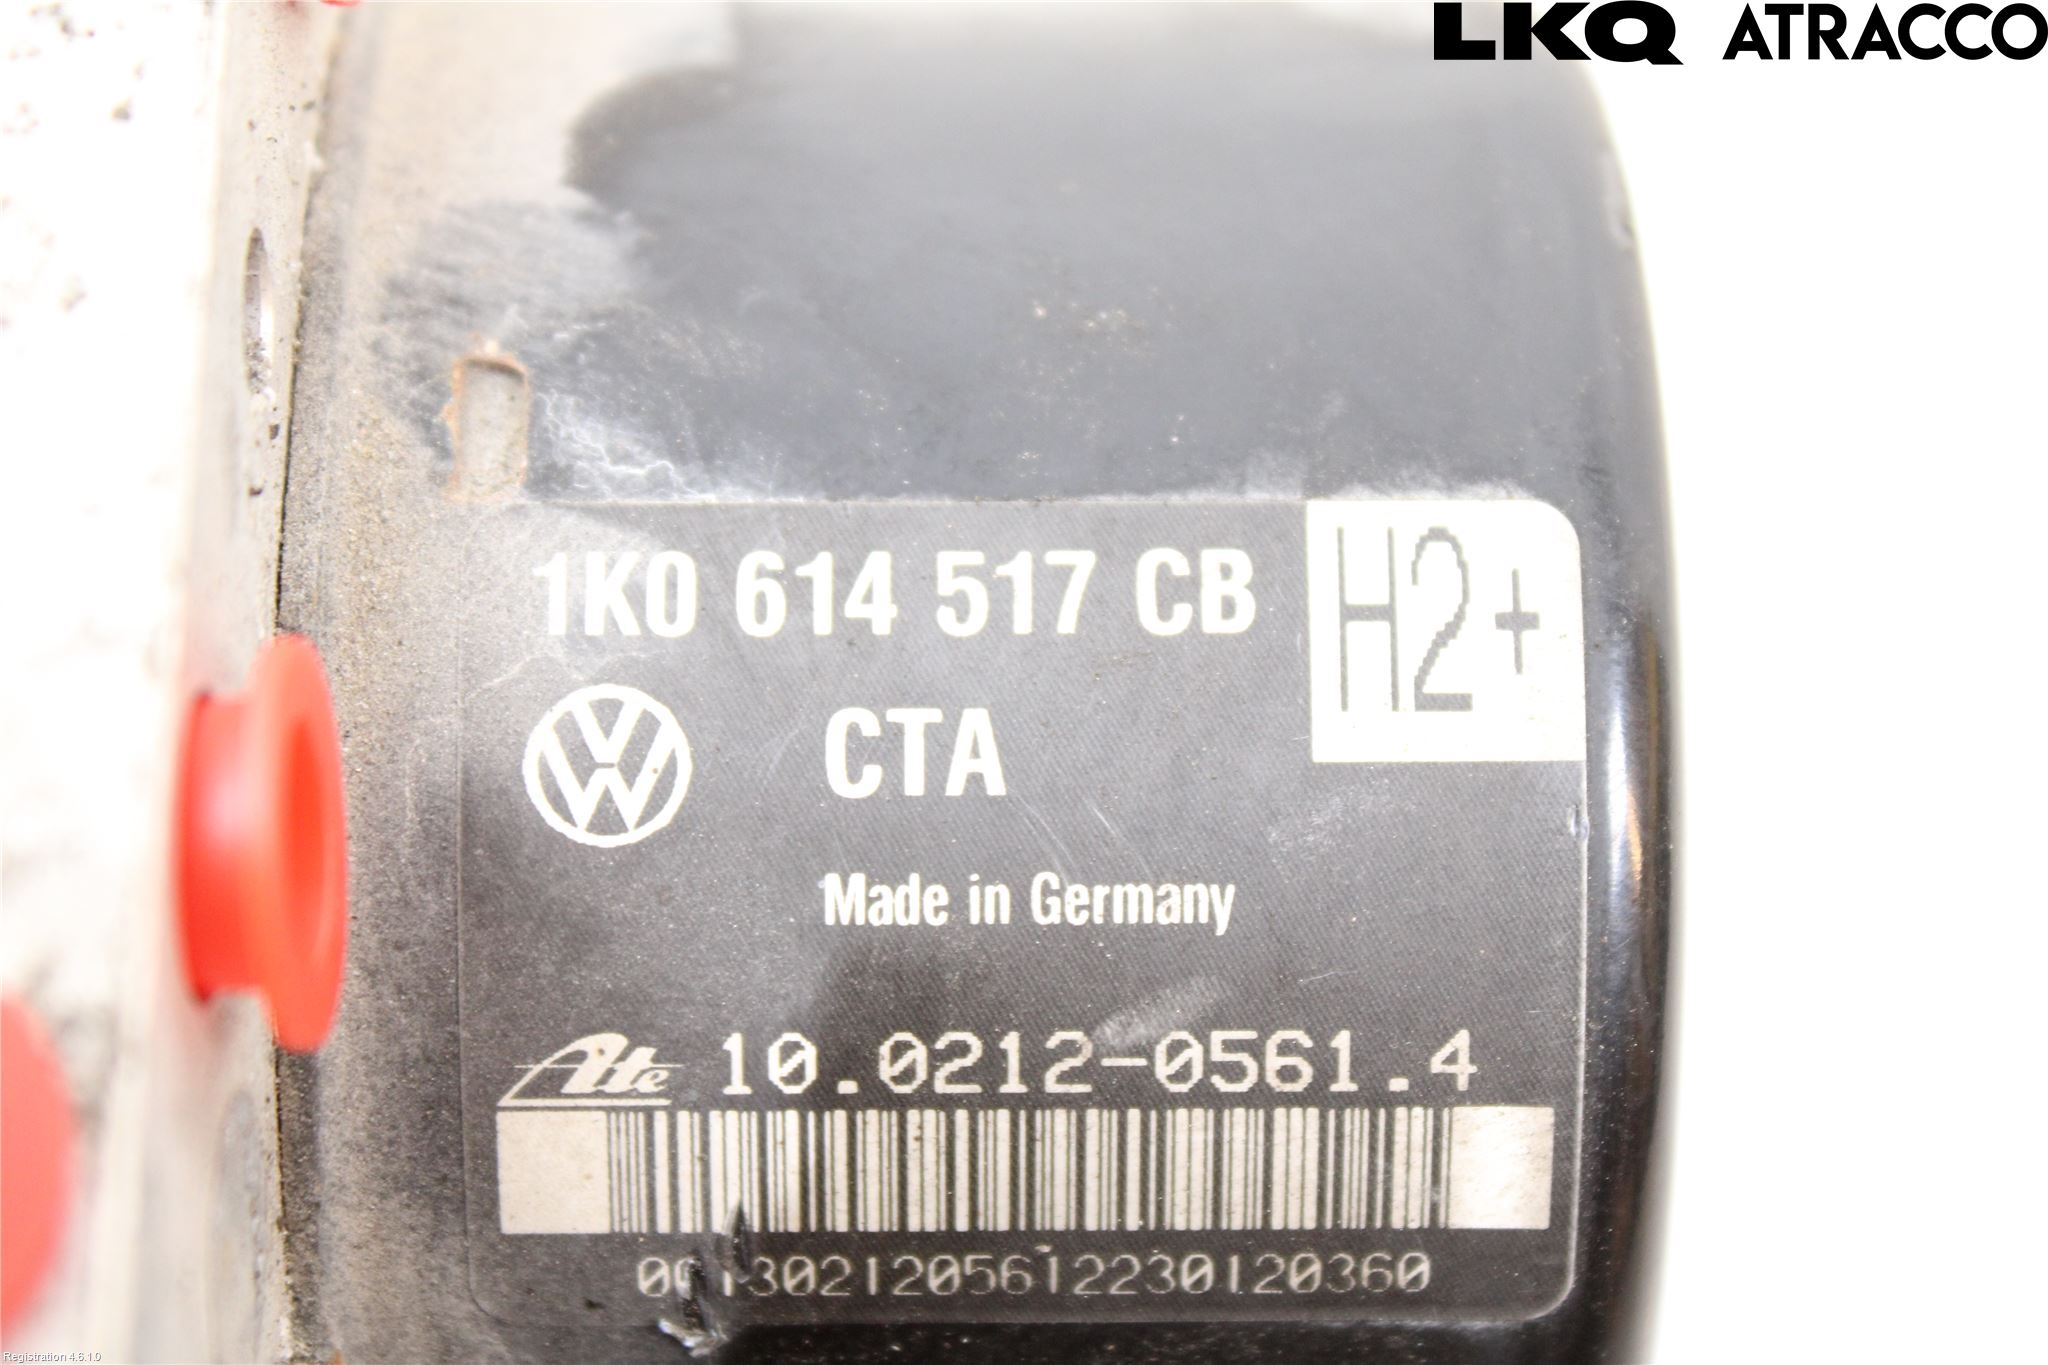 LKQ ATRACCO
1K0 614 517 CB
H2+
CTA
Made in Germany
Ate 10.0212-0561.4
Registration 4.6.1.0